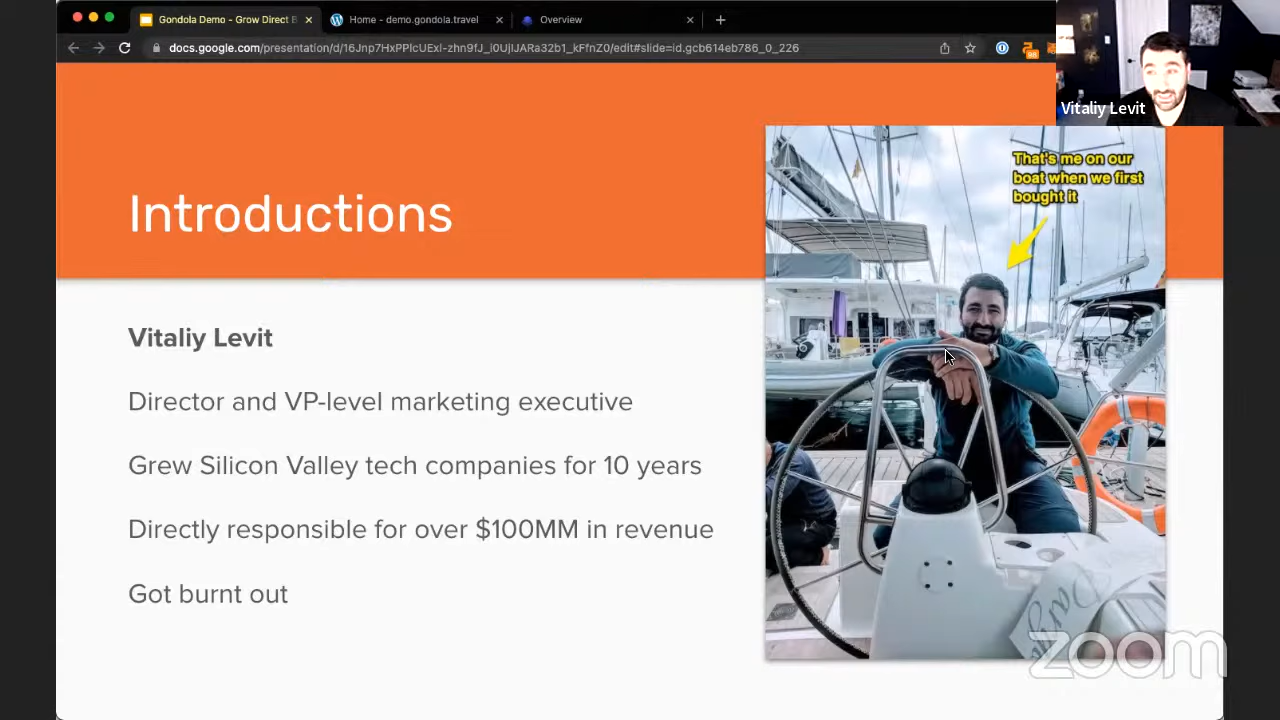 Gondola Demo - Grow Direct B
Home - demo.gondola.travel
Overview
docs.google.com/presentation/d/16Jnp7HxPPIcUExl-zhn9fJ_i0UjIJARa32b1_kFfnZ0/edit#slide=id.gcb614eb786_0_226
Vitaliy Levit
That's me on our
boat when we first
bought it
Introductions
Vitaliy Levit
Director and VP-level marketing executive
Grew Silicon Valley tech companies for 10 years
Directly responsible for over $100MM in revenue
Got burnt out
zoom